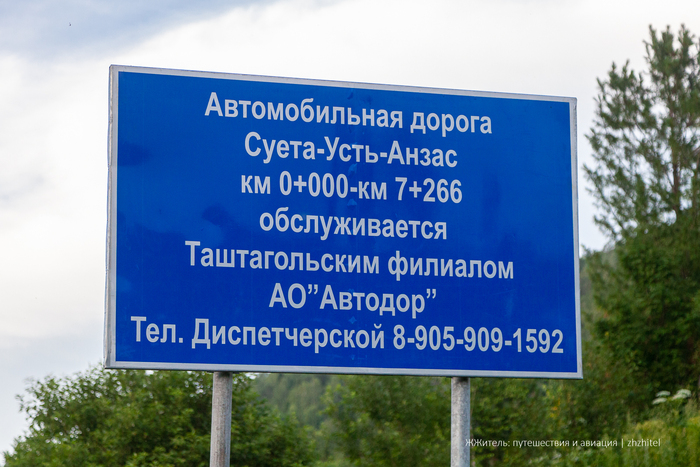 Автомобильная дорога
Суета-Усть-Анзас
км 0+000-км 7+266
обслуживается
Таштагольским филиалом
АО”Автодор”
Тел. Диспетчерской 8-905-909-1592
ЖЖитель: путешествия и авиация | zhzhitel